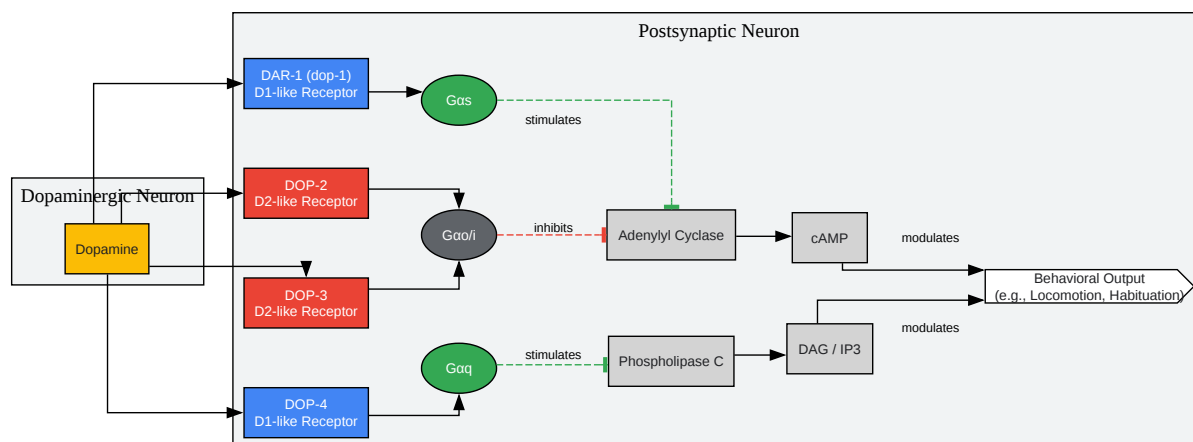 Postsynaptic Neuron
DAR-1 (dop-1)
D1-like Receptor
Gαs
stimulates
Dopaminergic Neuron
Dopamine
DOP-2
D2-like Receptor
Gαo/i
inhibits
Adenylyl Cyclase
cAMP
modulates
DOP-3
D2-like Receptor
Behavioral Output
(e.g., Locomotion, Habituation)
modulates
Gαq
stimulates
Phospholipase C
DAG / IP3
DOP-4
D1-like Receptor